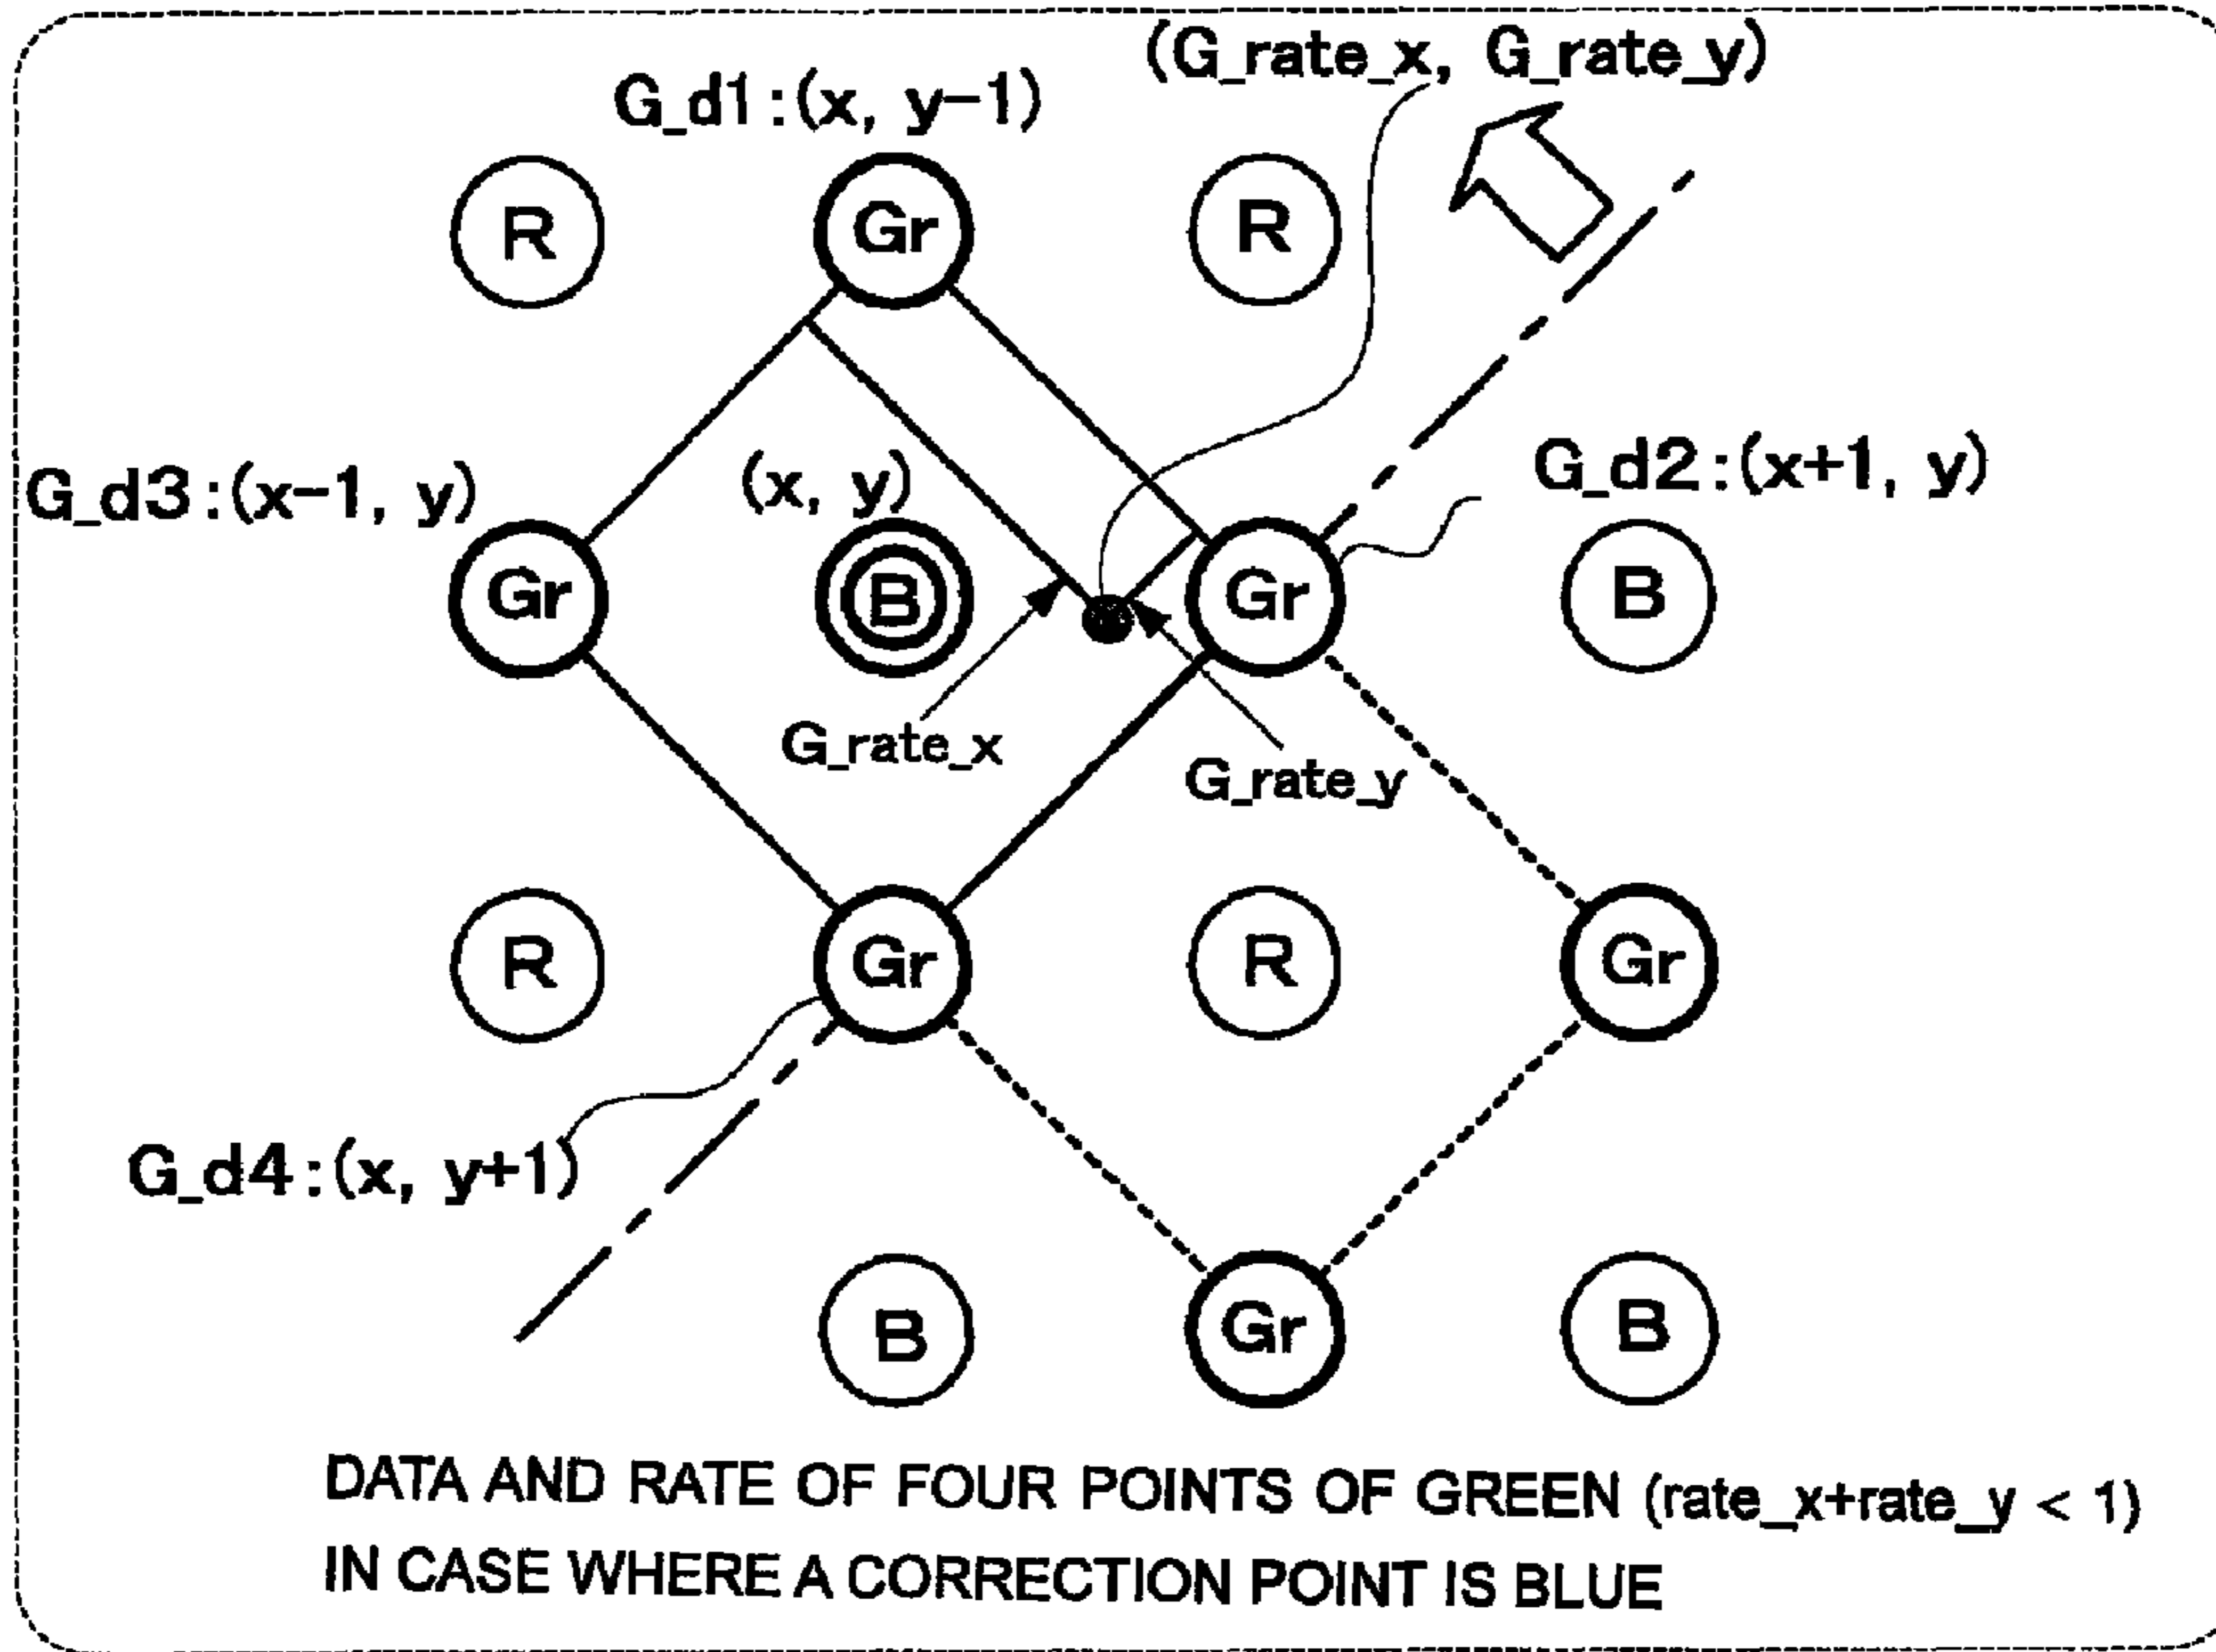 (G_rate_x, G_rate_y)
G_d1:(x, y-1)
R Gr R
G_d3:(x-1, y) (x, y) G_d2:(x+1, y)
Gr B Gr B
G_rate_x
G_rate_y
R Gr R Gr
G_d4:(x, y+1)
B Gr B
DATA AND RATE OF FOUR POINTS OF GREEN (rate_x+rate_y < 1)
IN CASE WHERE A CORRECTION POINT IS BLUE